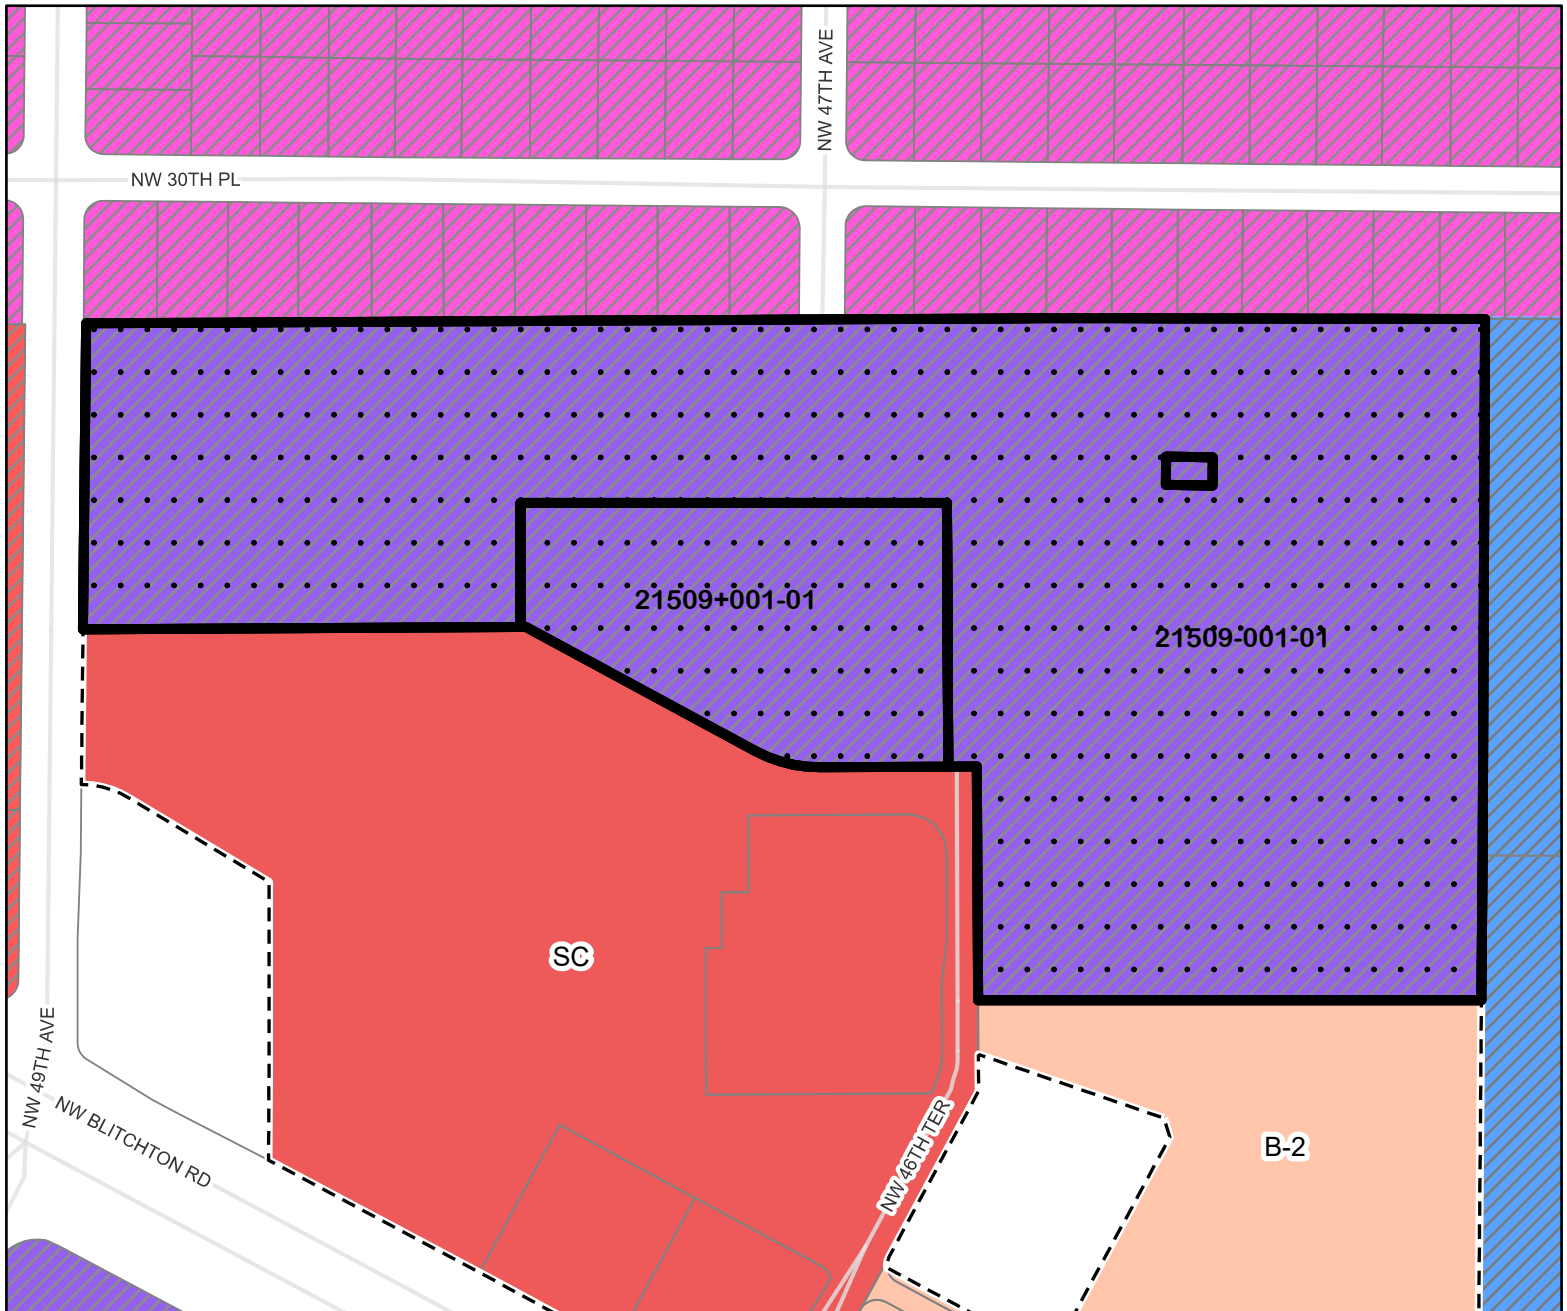 NW 47TH AVE
NW 30TH PL
21509+001-01
21509-001-01
SC
NW 49TH AVE
NW BLITCHTON RD
NW 46TH TER
B-2